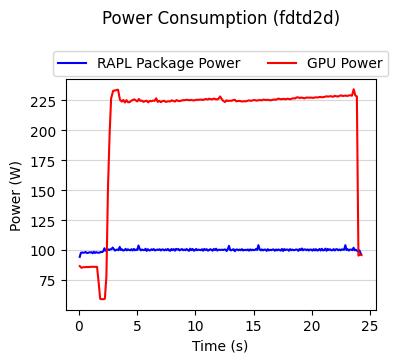 Power Consumption (fdtd2d)
RAPL Package Power GPU Power
225
200
175
150
125
100
75
Power (W)
0 5 10 15 20 25
Time (s)